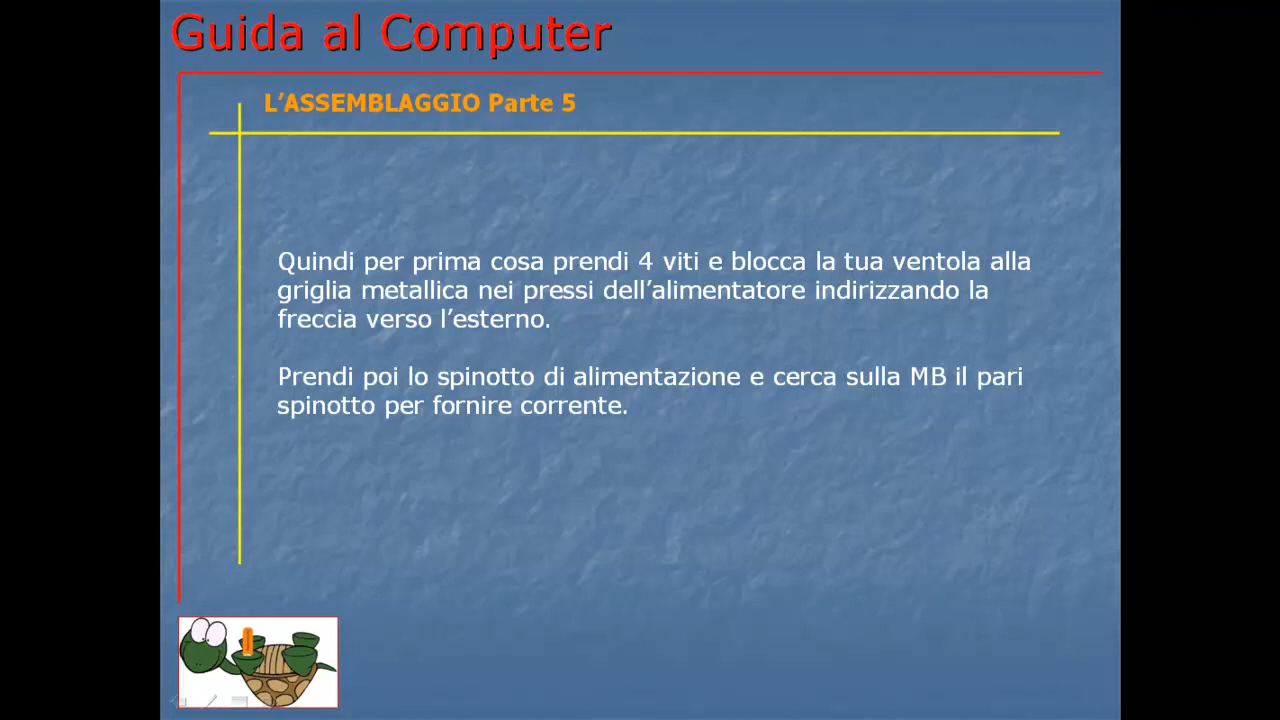 Guida al Computer
L’ASSEMBLAGGIO Parte 5
Quindi per prima cosa prendi 4 viti e blocca la tua ventola alla
griglia metallica nei pressi dell’alimentatore indirizzando la
freccia verso l’esterno.
Prendi poi lo spinotto di alimentazione e cerca sulla MB il pari
spinotto per fornire corrente.